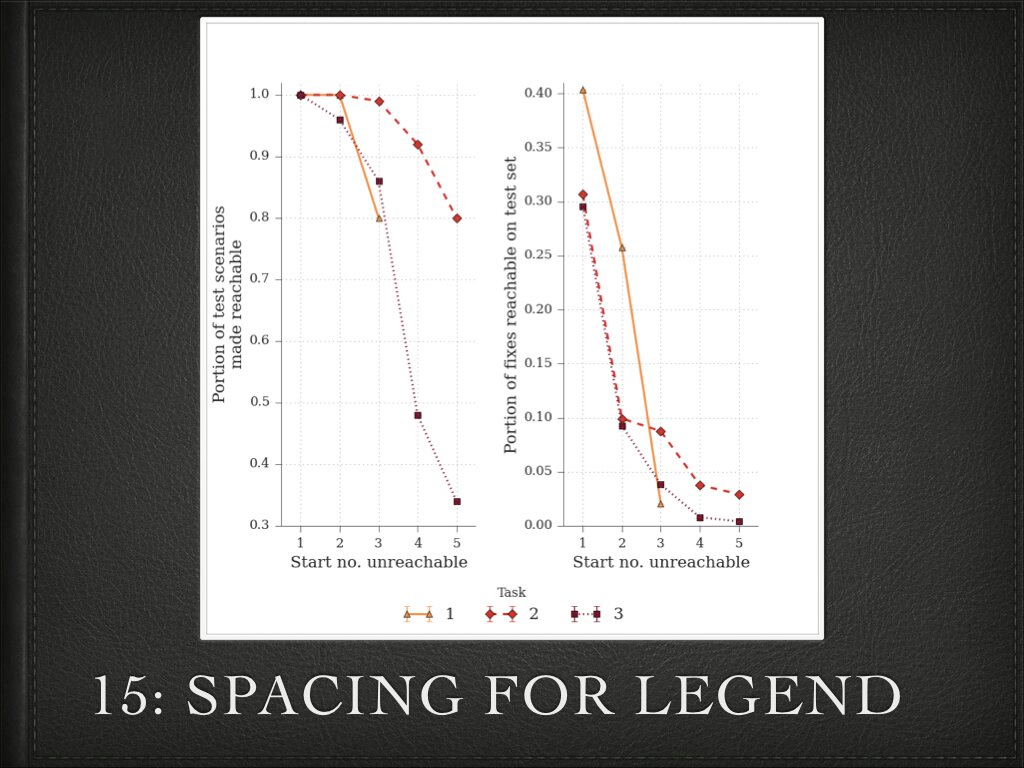 Portion of test scenarios
made reachable
1.0
0.9
0.8
0.7
0.6
0.5
0.4
0.3
1 2 3 4 5
Start no. unreachable
Portion of fixes reachable on test set
0.40
0.35
0.30
0.25
0.20
0.15
0.10
0.05
0.00
1 2 3 4 5
Start no. unreachable
Task
1 2 3
15: SPACING FOR LEGEND